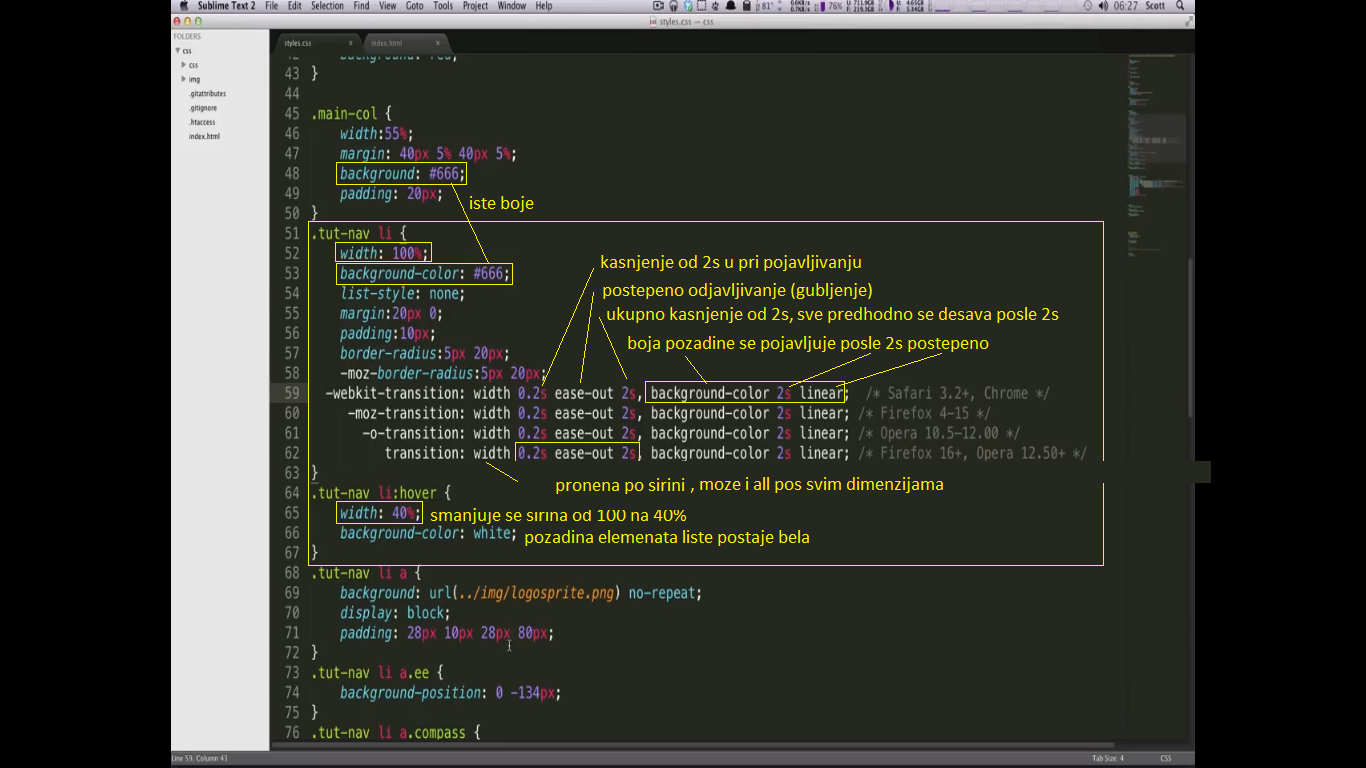 Sublime Text 2 File Edit Selection Find View Goto Tools Project Window Help 81° 76% 06:27 Scott
styles.css — css
FOLDERS
css
css
img
.gitattributes
.gitignore
.htaccess
index.html
styles.css × index.html ×
43 }
44
45 .main-col {
46 width:55%;
47 margin: 40px 5% 40px 5%;
48 background: #666;
49 padding: 20px;
iste boje
50 }
51 .tut-nav li {
52 width: 100%;
kasnjenje od 2s u pri pojavljivanju
53 background-color: #666;
postepeno odjavljivanje (gubljenje)
54 list-style: none;
55 margin:20px 0;
ukupno kasnjenje od 2s, sve predhodno se desava posle 2s
56 padding:10px;
boja pozadine se pojavljuje posle 2s postepeno
57 border-radius:5px 20px;
58 -moz-border-radius:5px 20px;
59 -webkit-transition: width 0.2s ease-out 2s, background-color 2s linear; /* Safari 3.2+, Chrome */
60 -moz-transition: width 0.2s ease-out 2s, background-color 2s linear; /* Firefox 4-15 */
61 -o-transition: width 0.2s ease-out 2s, background-color 2s linear; /* Opera 10.5–12.00 */
62 transition: width 0.2s ease-out 2s, background-color 2s linear; /* Firefox 16+, Opera 12.50+ */
63 }
pronena po sirini , moze i all pos svim dimenzijama
64 .tut-nav li:hover {
65 width: 40%; smanjuje se sirina od 100 na 40%
66 background-color: white; pozadina elemenata liste postaje bela
67 }
68 .tut-nav li a {
69 background: url(../img/logosprite.png) no-repeat;
70 display: block;
71 padding: 28px 10px 28px 80px;
72 }
73 .tut-nav li a.ee {
74 background-position: 0 -134px;
75 }
76 .tut-nav li a.compass {
Line 59, Column 43 Tab Size: 4 CSS